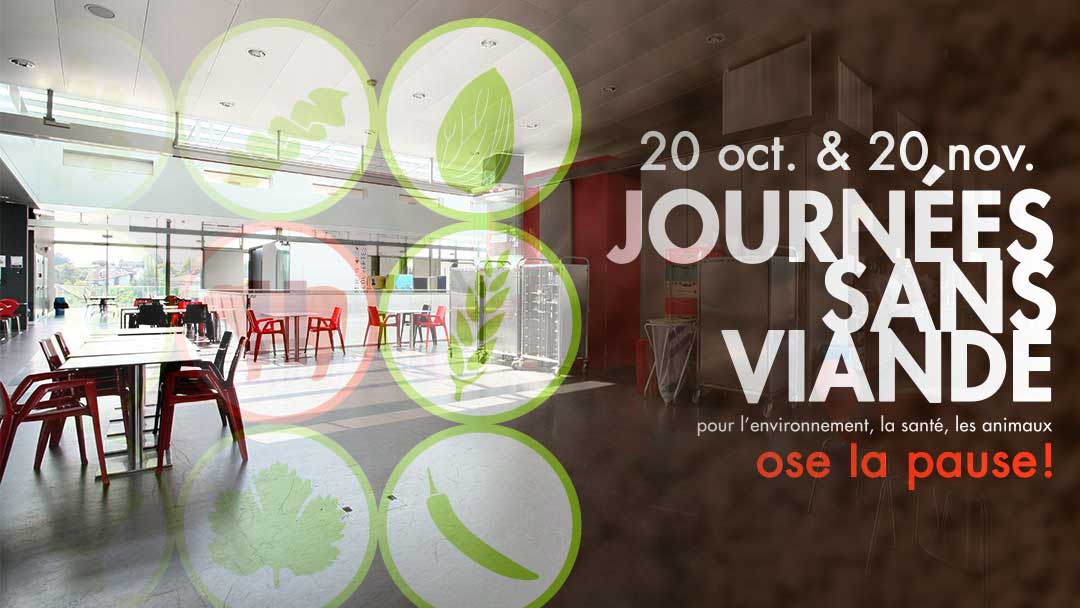 20 oct. & 20 nov.
JOURNÉES
SANS
VIANDE
pour l'environnement, la santé, les animaux
ose la pause!